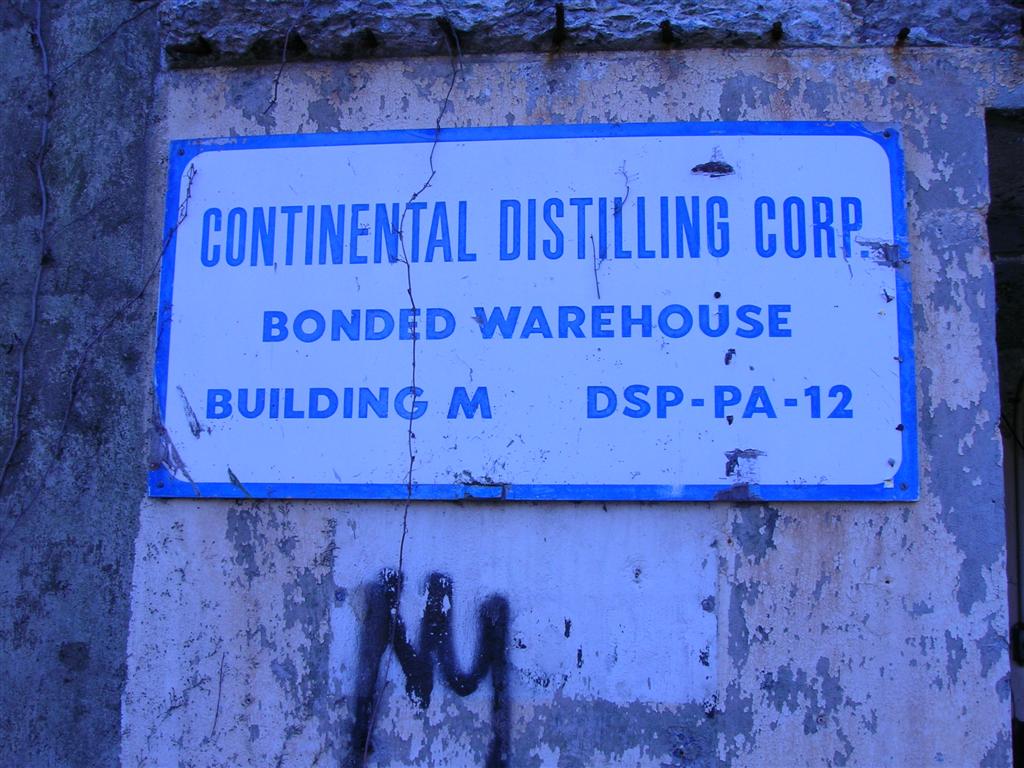 CONTINENTAL DISTILLING CORP.
BONDED WAREHOUSE
BUILDING M DSP-PA-12
M